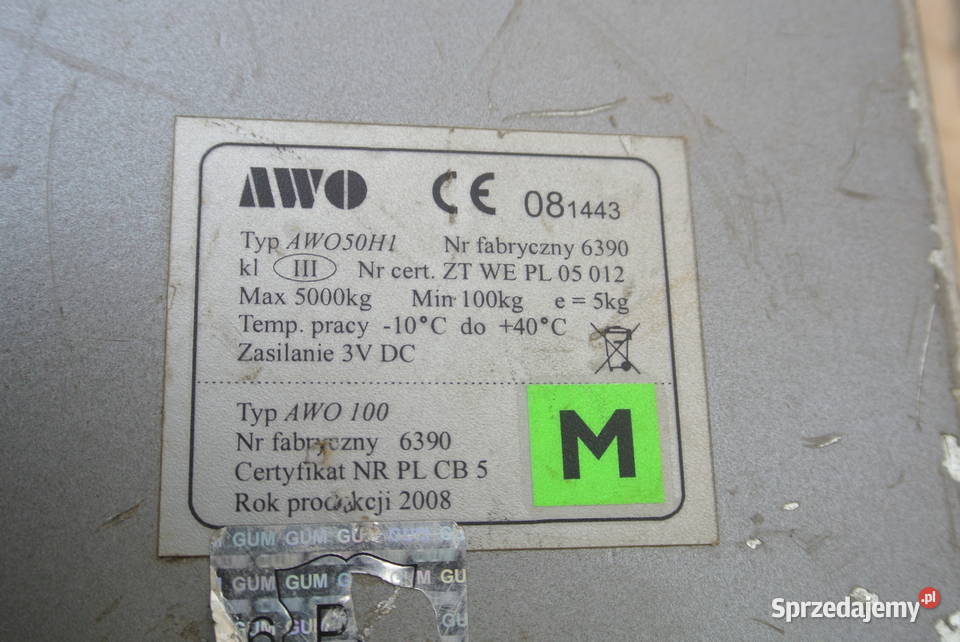 AWO CE 081443
Typ AWO50H1 Nr fabryczny 6390
kl III Nr cert. ZT WE PL 05 012
Max 5000kg Min 100kg e = 5kg
Temp. pracy -10°C do +40°C
Zasilanie 3V DC
Typ AWO 100
Nr fabryczny 6390
Certyfikat NR PL CB 5
Rok produkcji 2008
M
GUM GUM GUM GUM GUM
GUM GUM GUM
Sprzedajemy.pl